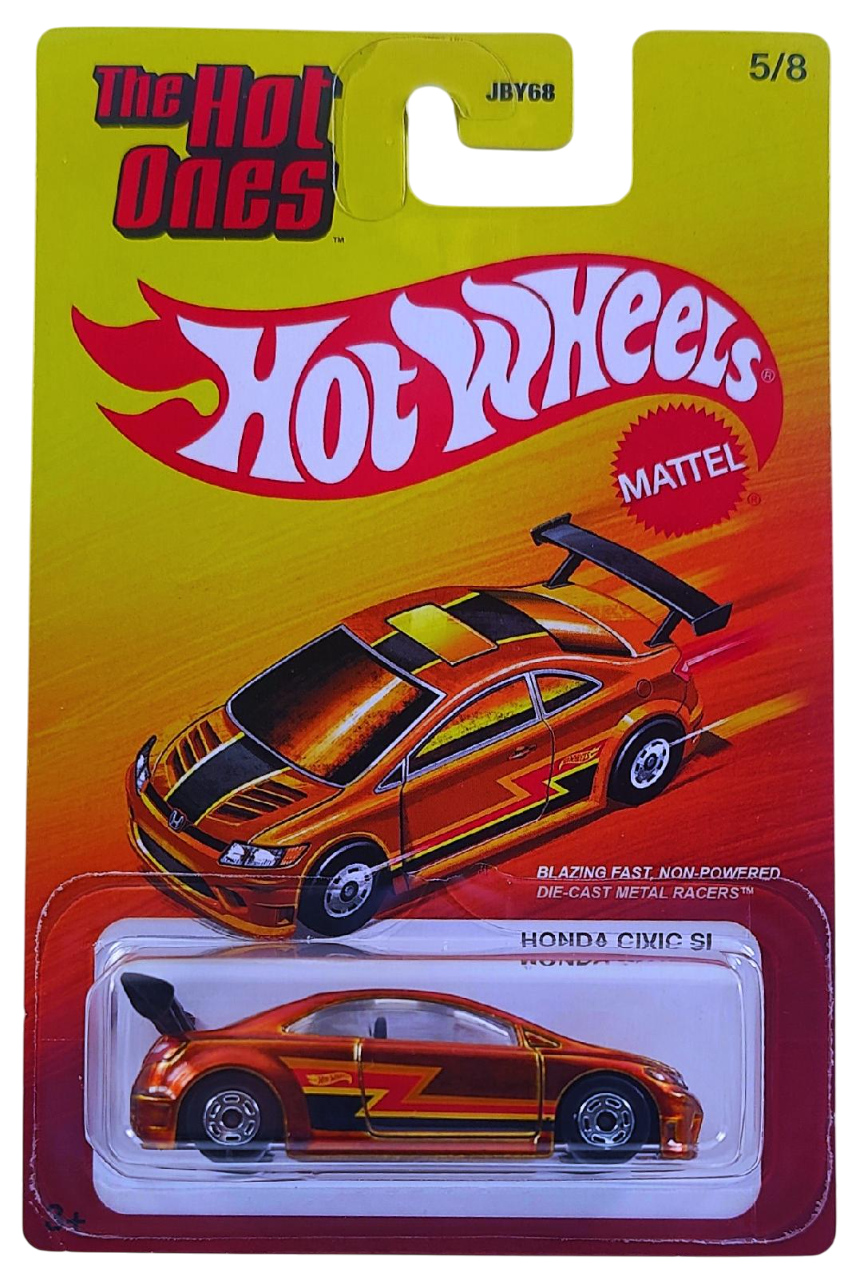 The Hot
Ones
™
JBY68
5/8
Hot Wheels®
MATTEL
®
BLAZING FAST, NON-POWERED
DIE-CAST METAL RACERS™
HONDA CIVIC SI
3+